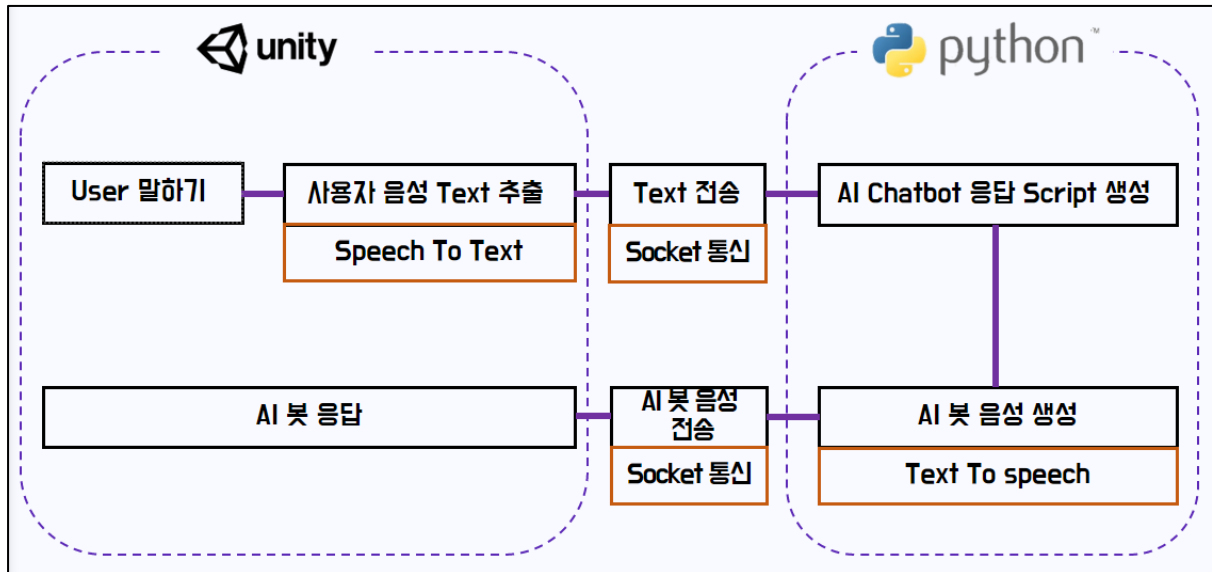 unity
python™
User 말하기
사용자 음성 Text 추출
Text 전송
AI Chatbot 응답 Script 생성
Speech To Text
Socket 통신
AI 봇 응답
AI 봇 음성
전송
AI 봇 음성 생성
Socket 통신
Text To speech